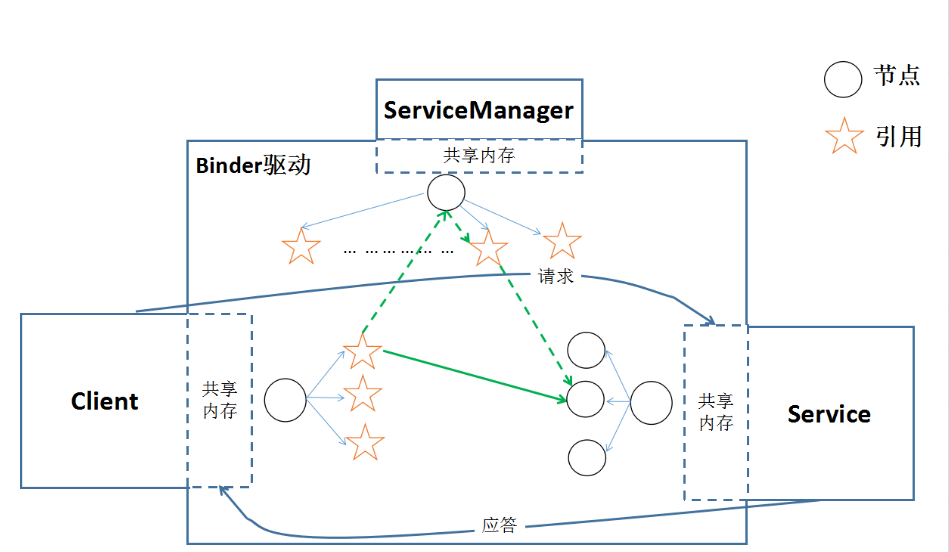 节点
ServiceManager
引用
共享内存
Binder驱动
... ... ... ... ... ...
请求
Client
共享
内存
共享
内存
Service
应答